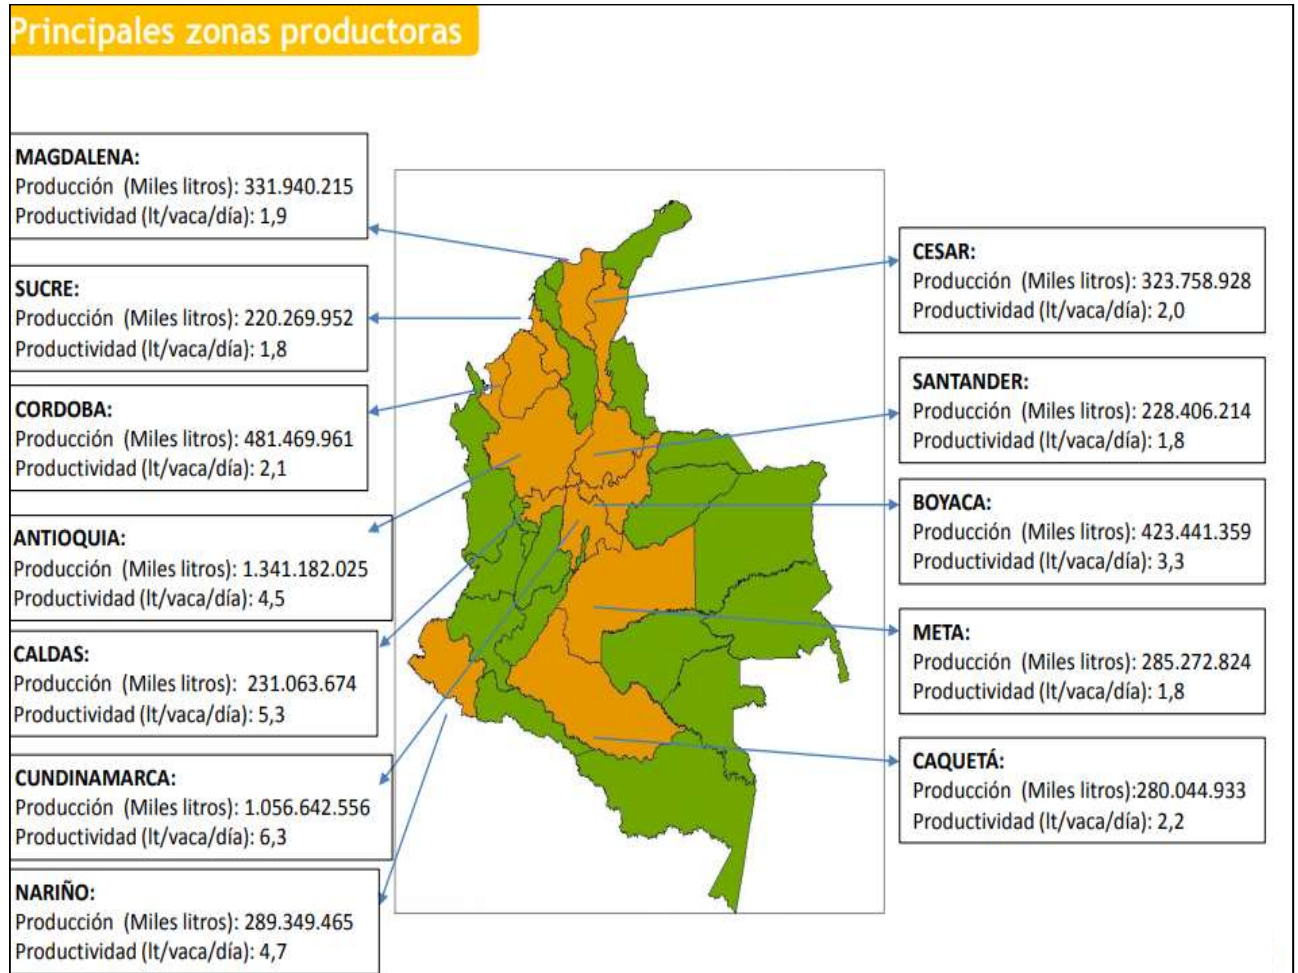 Principales zonas productoras
MAGDALENA:
Producción (Miles litros): 331.940.215
Productividad (lt/vaca/día): 1,9
SUCRE:
Producción (Miles litros): 220.269.952
Productividad (lt/vaca/día): 1,8
CORDOBA:
Producción (Miles litros): 481.469.961
Productividad (lt/vaca/día): 2,1
ANTIOQUIA:
Producción (Miles litros): 1.341.182.025
Productividad (lt/vaca/día): 4,5
CALDAS:
Producción (Miles litros): 231.063.674
Productividad (lt/vaca/día): 5,3
CUNDINAMARCA:
Producción (Miles litros): 1.056.642.556
Productividad (lt/vaca/día): 6,3
NARIÑO:
Producción (Miles litros): 289.349.465
Productividad (lt/vaca/día): 4,7
CESAR:
Producción (Miles litros): 323.758.928
Productividad (lt/vaca/día): 2,0
SANTANDER:
Producción (Miles litros): 228.406.214
Productividad (lt/vaca/día): 1,8
BOYACA:
Producción (Miles litros): 423.441.359
Productividad (lt/vaca/día): 3,3
META:
Producción (Miles litros): 285.272.824
Productividad (lt/vaca/día): 1,8
CAQUETÁ:
Producción (Miles litros):280.044.933
Productividad (lt/vaca/día): 2,2